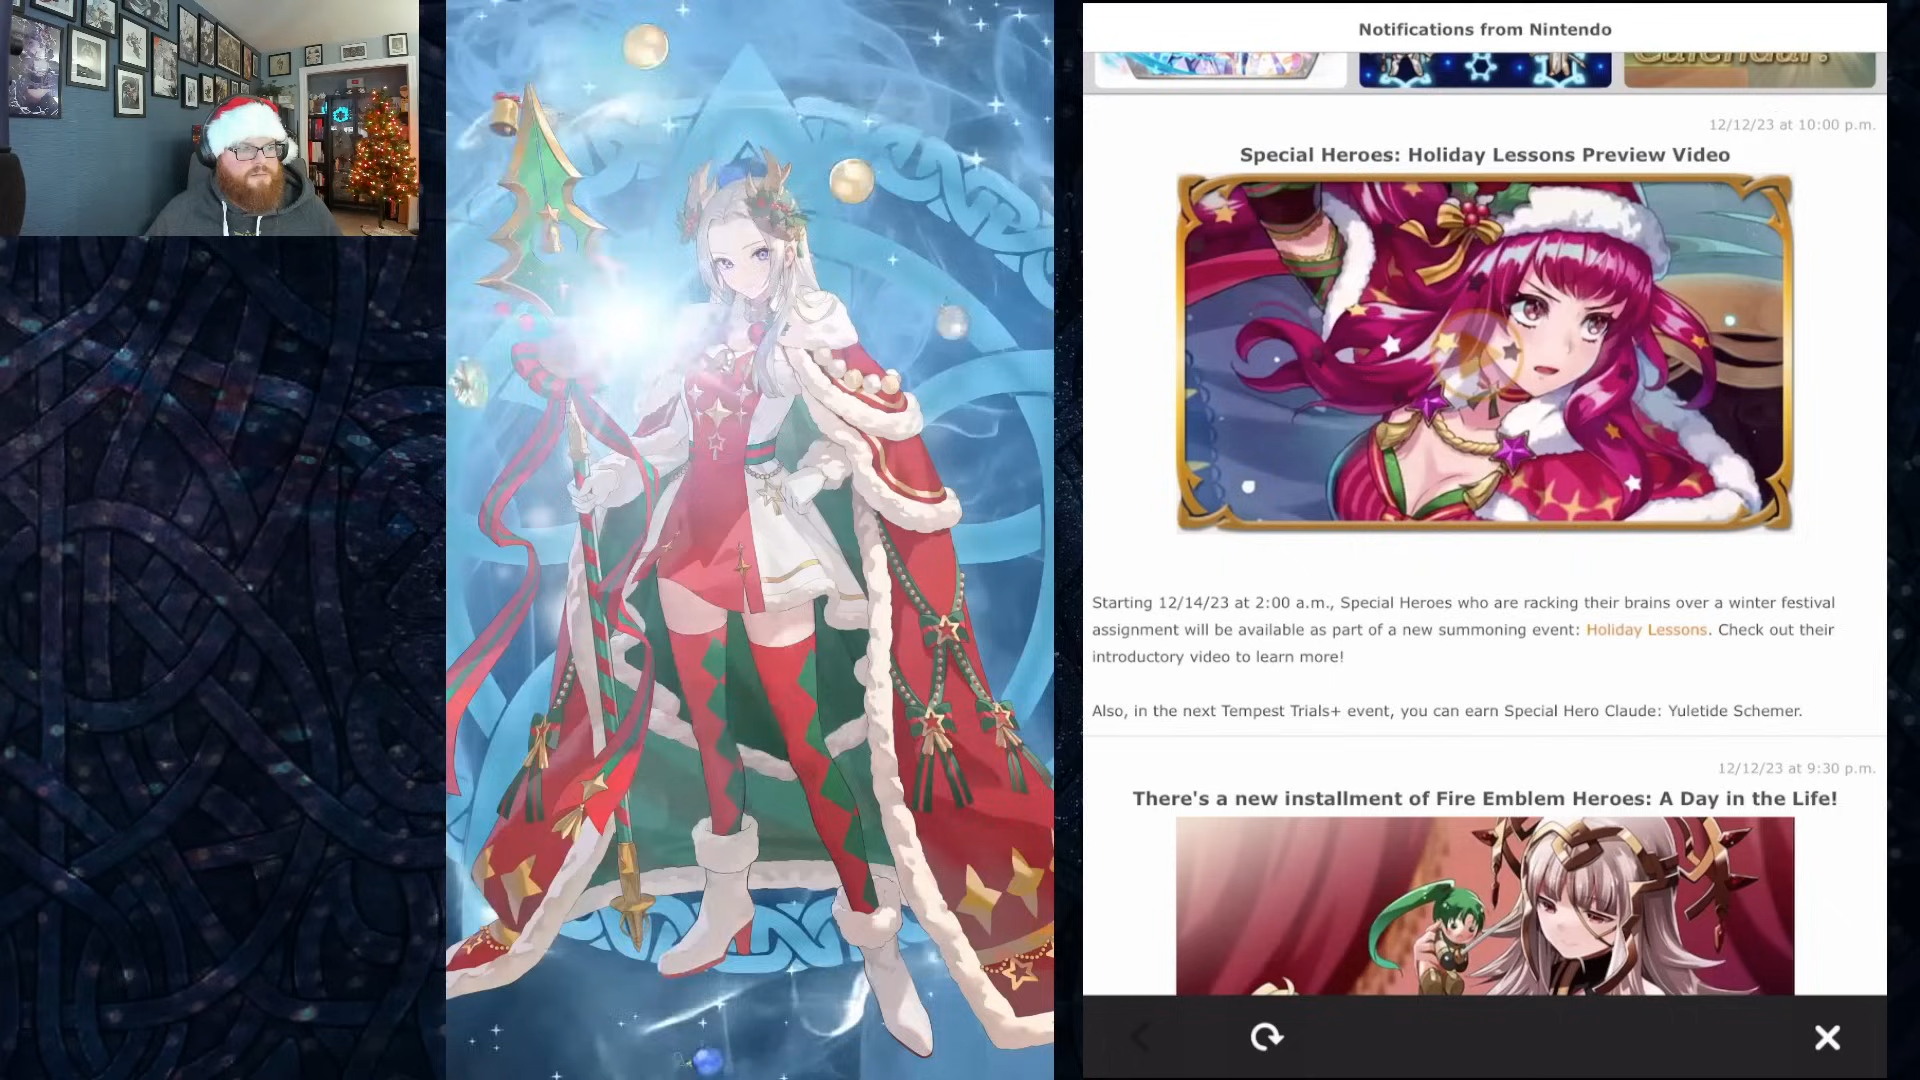 Notifications from Nintendo
Calendar!
12/12/23 at 10:00 p.m.
Special Heroes: Holiday Lessons Preview Video
Starting 12/14/23 at 2:00 a.m., Special Heroes who are racking their brains over a winter festival
assignment will be available as part of a new summoning event: Holiday Lessons. Check out their
introductory video to learn more!
Also, in the next Tempest Trials+ event, you can earn Special Hero Claude: Yuletide Schemer.
12/12/23 at 9:30 p.m.
There's a new installment of Fire Emblem Heroes: A Day in the Life!